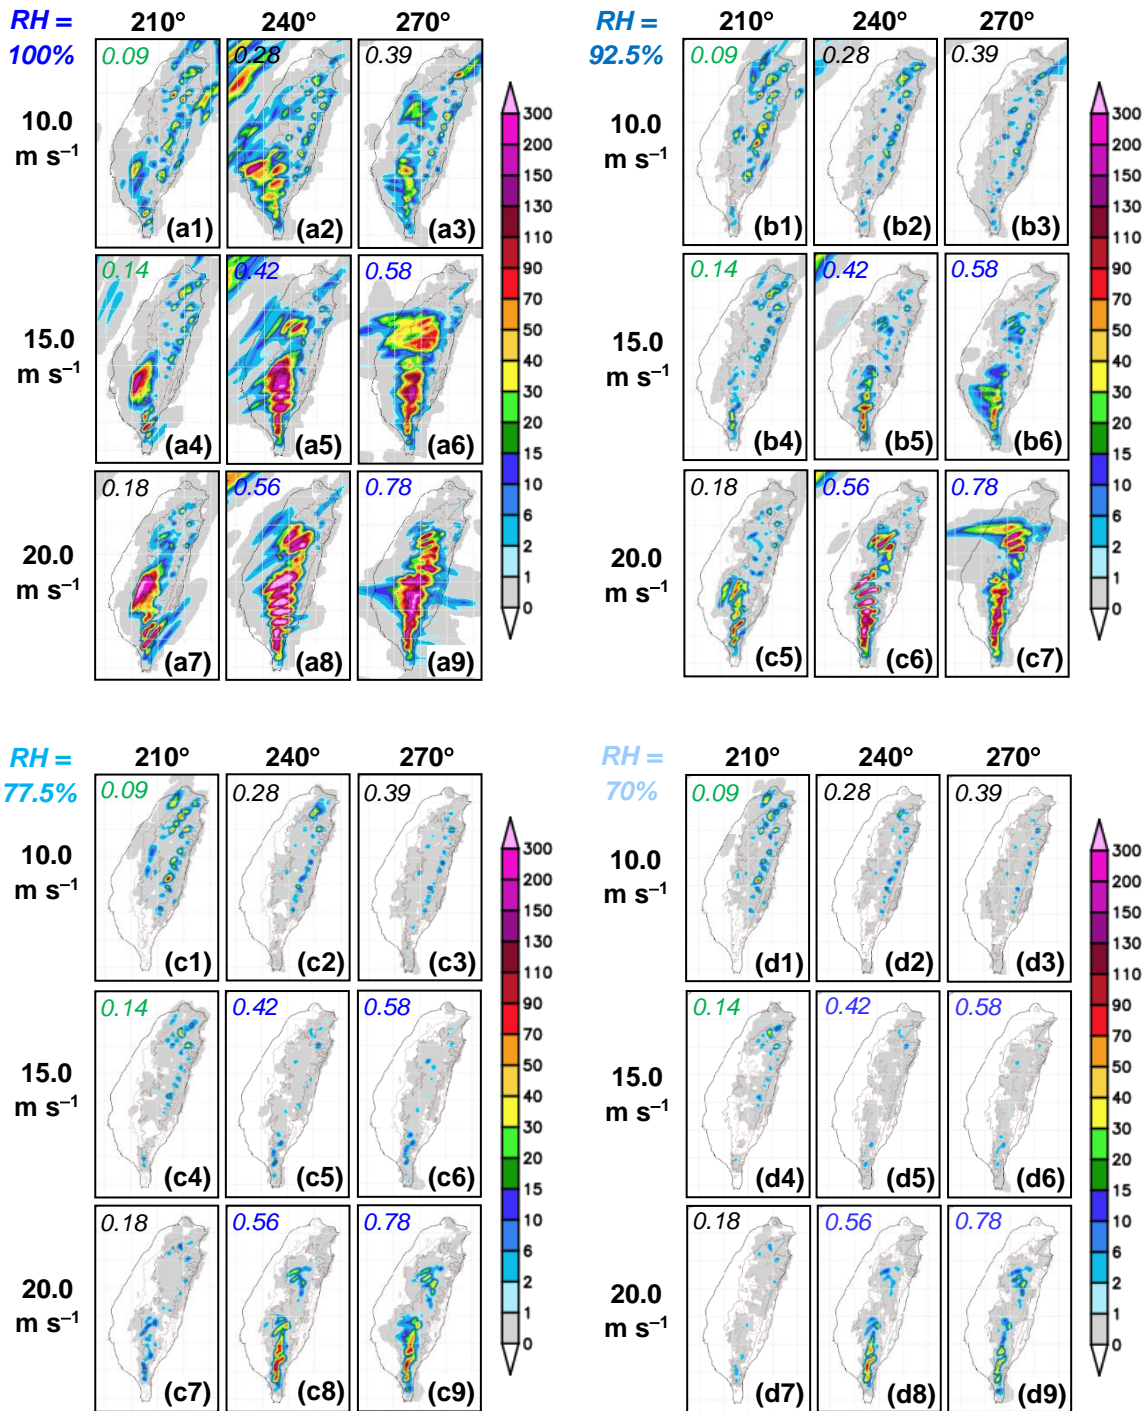 RH =
100%
210°
240°
270°
0.09
0.28
0.39
10.0
m s⁻¹
(a1)
(a2)
(a3)
0.14
0.42
0.58
15.0
m s⁻¹
(a4)
(a5)
(a6)
0.18
0.56
0.78
20.0
m s⁻¹
(a7)
(a8)
(a9)
300
200
150
130
110
90
70
50
40
30
20
15
10
6
2
1
0
RH =
92.5%
210°
240°
270°
0.09
0.28
0.39
10.0
m s⁻¹
(b1)
(b2)
(b3)
0.14
0.42
0.58
15.0
m s⁻¹
(b4)
(b5)
(b6)
0.18
0.56
0.78
20.0
m s⁻¹
(c5)
(c6)
(c7)
300
200
150
130
110
90
70
50
40
30
20
15
10
6
2
1
0
RH =
77.5%
210°
240°
270°
0.09
0.28
0.39
10.0
m s⁻¹
(c1)
(c2)
(c3)
0.14
0.42
0.58
15.0
m s⁻¹
(c4)
(c5)
(c6)
0.18
0.56
0.78
20.0
m s⁻¹
(c7)
(c8)
(c9)
300
200
150
130
110
90
70
50
40
30
20
15
10
6
2
1
0
RH =
70%
210°
240°
270°
0.09
0.28
0.39
10.0
m s⁻¹
(d1)
(d2)
(d3)
0.14
0.42
0.58
15.0
m s⁻¹
(d4)
(d5)
(d6)
0.18
0.56
0.78
20.0
m s⁻¹
(d7)
(d8)
(d9)
300
200
150
130
110
90
70
50
40
30
20
15
10
6
2
1
0